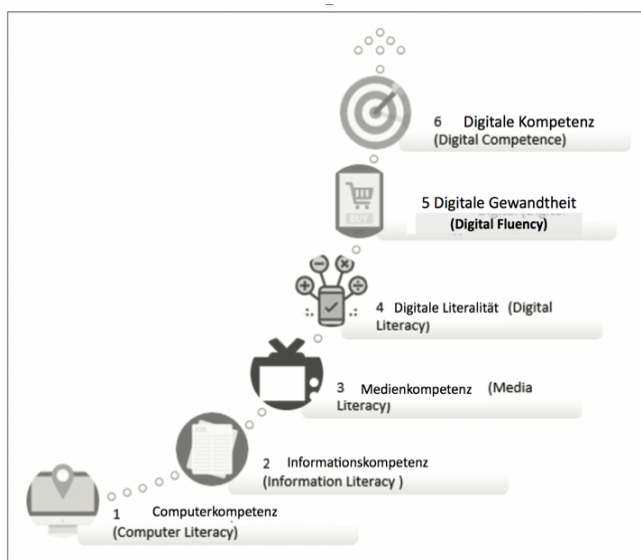 6 Digitale Kompetenz
(Digital Competence)
5 Digitale Gewandtheit
(Digital Fluency)
BUY
4 Digitale Literalität (Digital
Literacy)
3 Medienkompetenz (Media
Literacy)
2 Informationskompetenz
(Information Literacy )
1 Computerkompetenz
(Computer Literacy)